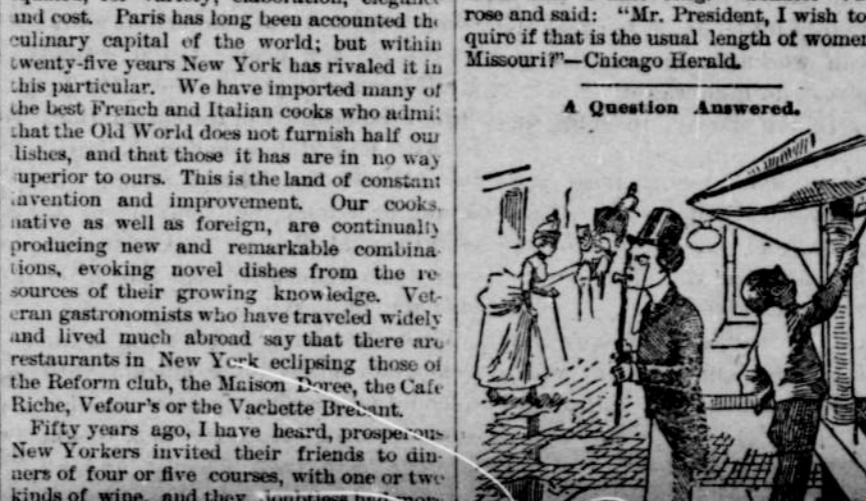 and cost. Paris has long been accounted the
culinary capital of the world; but within
twenty-five years New York has rivaled it in
this particular. We have imported many of
the best French and Italian cooks who admit
that the Old World does not furnish half our
lishes, and that those it has are in no way
uperior to ours. This is the land of constant
invention and improvement. Our cooks,
native as well as foreign, are continually
producing new and remarkable combina-
tions, evoking novel dishes from the re
sources of their growing knowledge. Vet-
eran gastronomists who have traveled widely
and lived much abroad say that there are
restaurants in New York eclipsing those of
the Reform club, the Maison Doree, the Cafe
Riche, Vefour's or the Vachette Brebant.
Fifty years ago, I have heard, prosperous
New Yorkers invited their friends to din-
ners of four or five courses, with one or two
kinds of wine, and they
rose and said: "Mr. President, I wish to
quire if that is the usual length of women
Missouri?"—Chicago Herald.
A Question Answered.